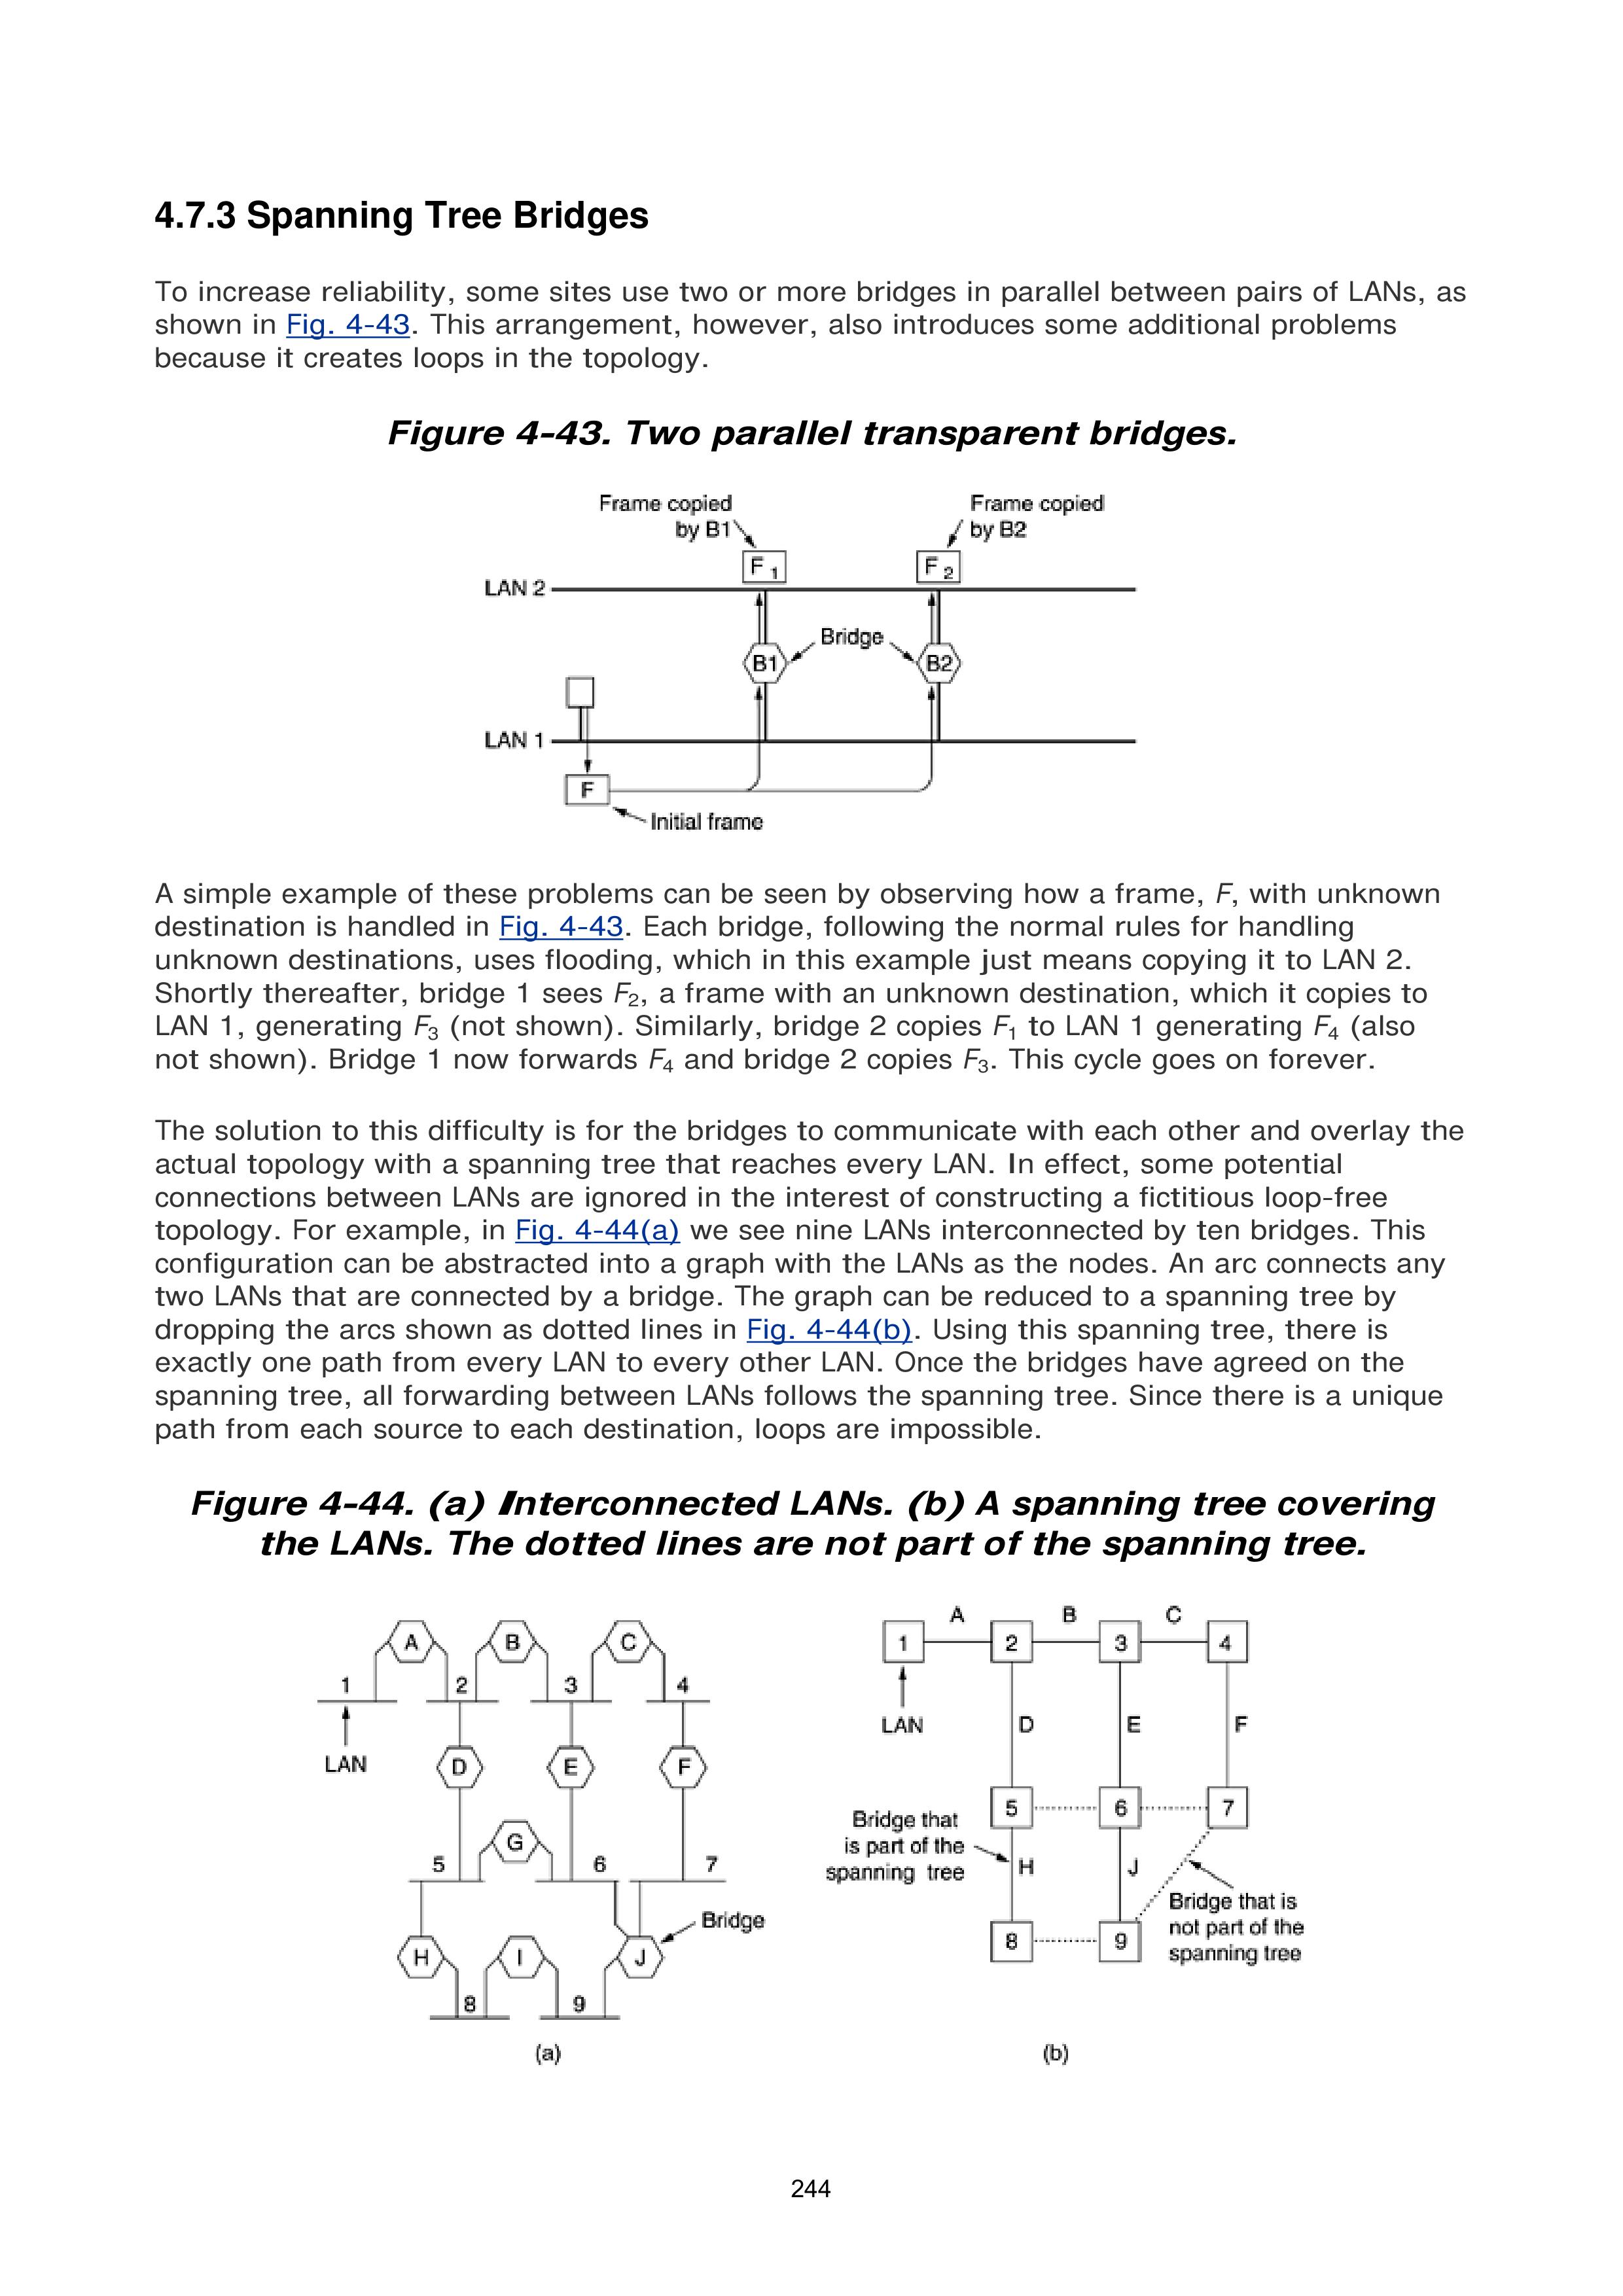 4.7.3 Spanning Tree Bridges
To increase reliability, some sites use two or more bridges in parallel between pairs of LANs, as
shown in Fig. 4-43. This arrangement, however, also introduces some additional problems
because it creates loops in the topology.
Figure 4-43. Two parallel transparent bridges.
Frame copied
by B1
Frame copied
by B2
F 1
F 2
LAN 2
Bridge
B1
B2
LAN 1
F
Initial frame
A simple example of these problems can be seen by observing how a frame, F, with unknown
destination is handled in Fig. 4-43. Each bridge, following the normal rules for handling
unknown destinations, uses flooding, which in this example just means copying it to LAN 2.
Shortly thereafter, bridge 1 sees F2, a frame with an unknown destination, which it copies to
LAN 1, generating F3 (not shown). Similarly, bridge 2 copies F1 to LAN 1 generating F4 (also
not shown). Bridge 1 now forwards F4 and bridge 2 copies F3. This cycle goes on forever.
The solution to this difficulty is for the bridges to communicate with each other and overlay the
actual topology with a spanning tree that reaches every LAN. In effect, some potential
connections between LANs are ignored in the interest of constructing a fictitious loop-free
topology. For example, in Fig. 4-44(a) we see nine LANs interconnected by ten bridges. This
configuration can be abstracted into a graph with the LANs as the nodes. An arc connects any
two LANs that are connected by a bridge. The graph can be reduced to a spanning tree by
dropping the arcs shown as dotted lines in Fig. 4-44(b). Using this spanning tree, there is
exactly one path from every LAN to every other LAN. Once the bridges have agreed on the
spanning tree, all forwarding between LANs follows the spanning tree. Since there is a unique
path from each source to each destination, loops are impossible.
Figure 4-44. (a) Interconnected LANs. (b) A spanning tree covering
the LANs. The dotted lines are not part of the spanning tree.
A B C
1 2 3 4
LAN
D E F
G
5 6 7
Bridge
H I J
8 9
(a)
A B C
1 2 3 4
LAN
D E F
5 6 7
Bridge that
is part of the
spanning tree
H J
Bridge that is
not part of the
spanning tree
8 9
(b)
244